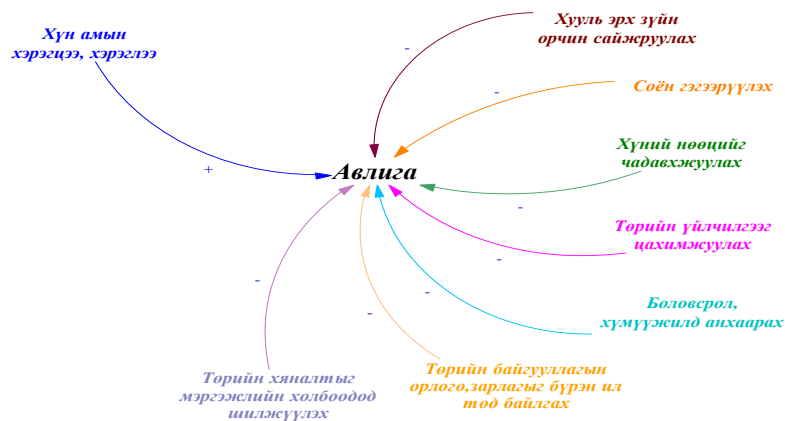 Хүн амын
хэрэгцээ, хэрэглээ
+
Хууль эрх зүйн
орчин сайжруулах
-
Соён гэгээрүүлэх
-
Хүний нөөцийг
чадавхжуулах
-
Авлига
Төрийн үйлчилгээг
цахимжуулах
-
Боловсрол,
хүмүүжилд анхаарах
-
Төрийн хяналтыг
мэргэжлийн холбоодод
шилжүүлэх
-
Төрийн байгууллагын
орлого,зарлагыг бүрэн ил
тод байлгах
-